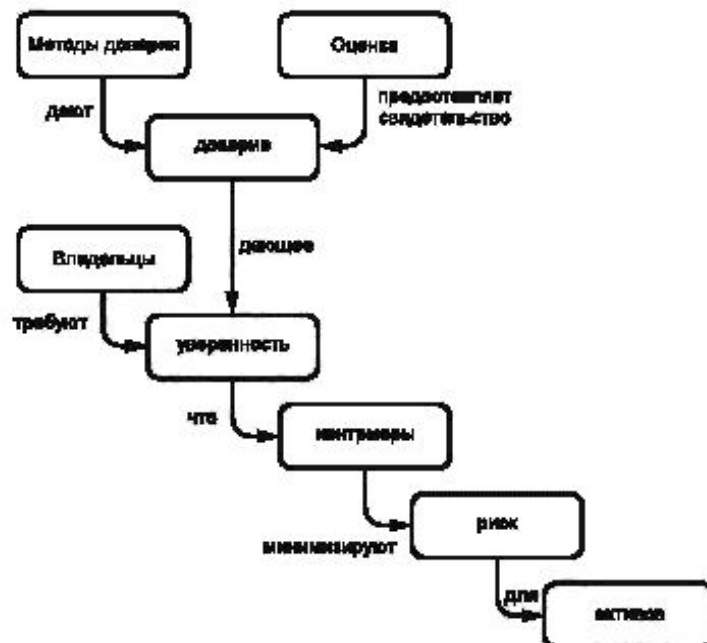 Методы доверия
Оценка
дают
предоставляет
свидетельство
доверие
дающее
Владельцы
требуют
уверенность
что
контрмеры
минимизируют
риск
для
активов